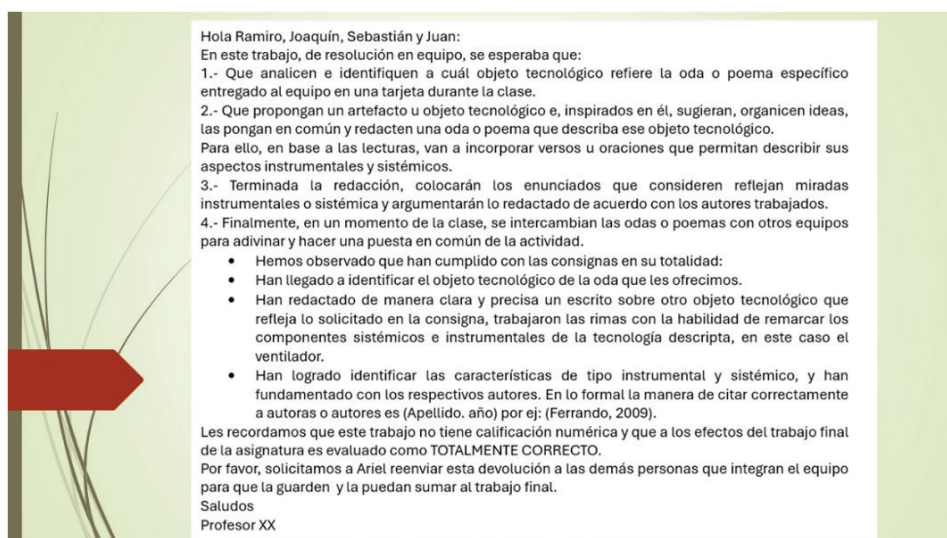 Hola Ramiro, Joaquín, Sebastián y Juan:
En este trabajo, de resolución en equipo, se esperaba que:
1.- Que analicen e identifiquen a cuál objeto tecnológico refiere la oda o poema específico
entregado al equipo en una tarjeta durante la clase.
2.- Que propongan un artefacto u objeto tecnológico e, inspirados en él, sugieran, organicen ideas,
las pongan en común y redacten una oda o poema que describa ese objeto tecnológico.
Para ello, en base a las lecturas, van a incorporar versos u oraciones que permitan describir sus
aspectos instrumentales y sistémicos.
3.- Terminada la redacción, colocarán los enunciados que consideren reflejan miradas
instrumentales o sistémica y argumentarán lo redactado de acuerdo con los autores trabajados.
4.- Finalmente, en un momento de la clase, se intercambian las odas o poemas con otros equipos
para adivinar y hacer una puesta en común de la actividad.
• Hemos observado que han cumplido con las consignas en su totalidad:
• Han llegado a identificar el objeto tecnológico de la oda que les ofrecimos.
• Han redactado de manera clara y precisa un escrito sobre otro objeto tecnológico que
refleja lo solicitado en la consigna, trabajaron las rimas con la habilidad de remarcar los
componentes sistémicos e instrumentales de la tecnología descripta, en este caso el
ventilador.
• Han logrado identificar las características de tipo instrumental y sistémico, y han
fundamentado con los respectivos autores. En lo formal la manera de citar correctamente
a autoras o autores es (Apellido. año) por ej: (Ferrando, 2009).
Les recordamos que este trabajo no tiene calificación numérica y que a los efectos del trabajo final
de la asignatura es evaluado como TOTALMENTE CORRECTO.
Por favor, solicitamos a Ariel reenviar esta devolución a las demás personas que integran el equipo
para que la guarden y la puedan sumar al trabajo final.
Saludos
Profesor XX